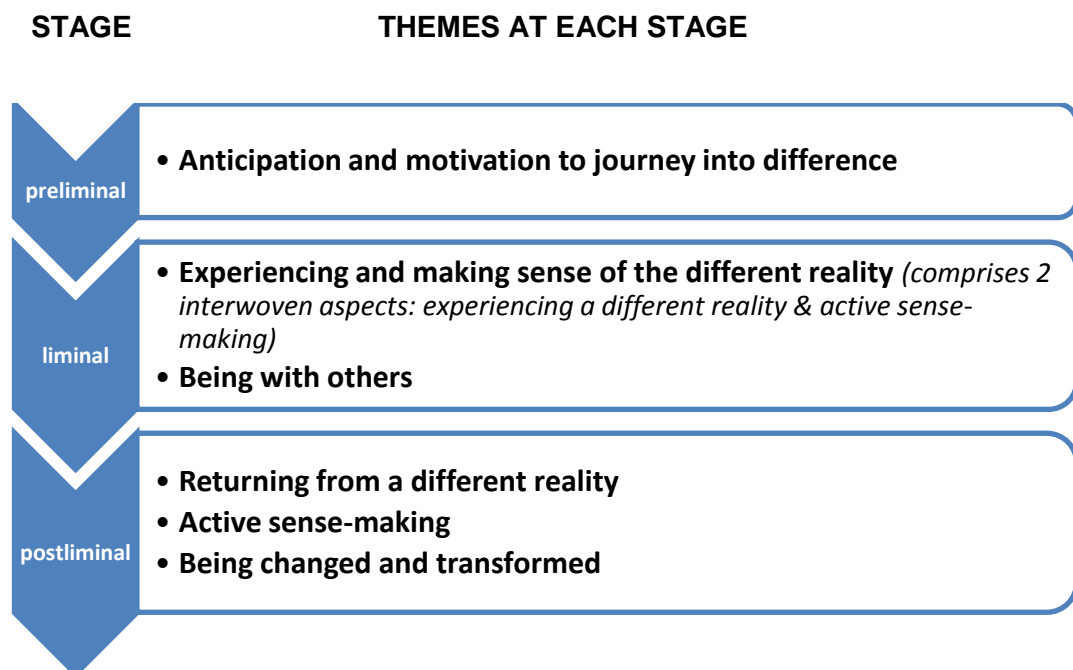 STAGE THEMES AT EACH STAGE
preliminal
• Anticipation and motivation to journey into difference
liminal
• Experiencing and making sense of the different reality (comprises 2
interwoven aspects: experiencing a different reality & active sense-
making)
• Being with others
postliminal
• Returning from a different reality
• Active sense-making
• Being changed and transformed